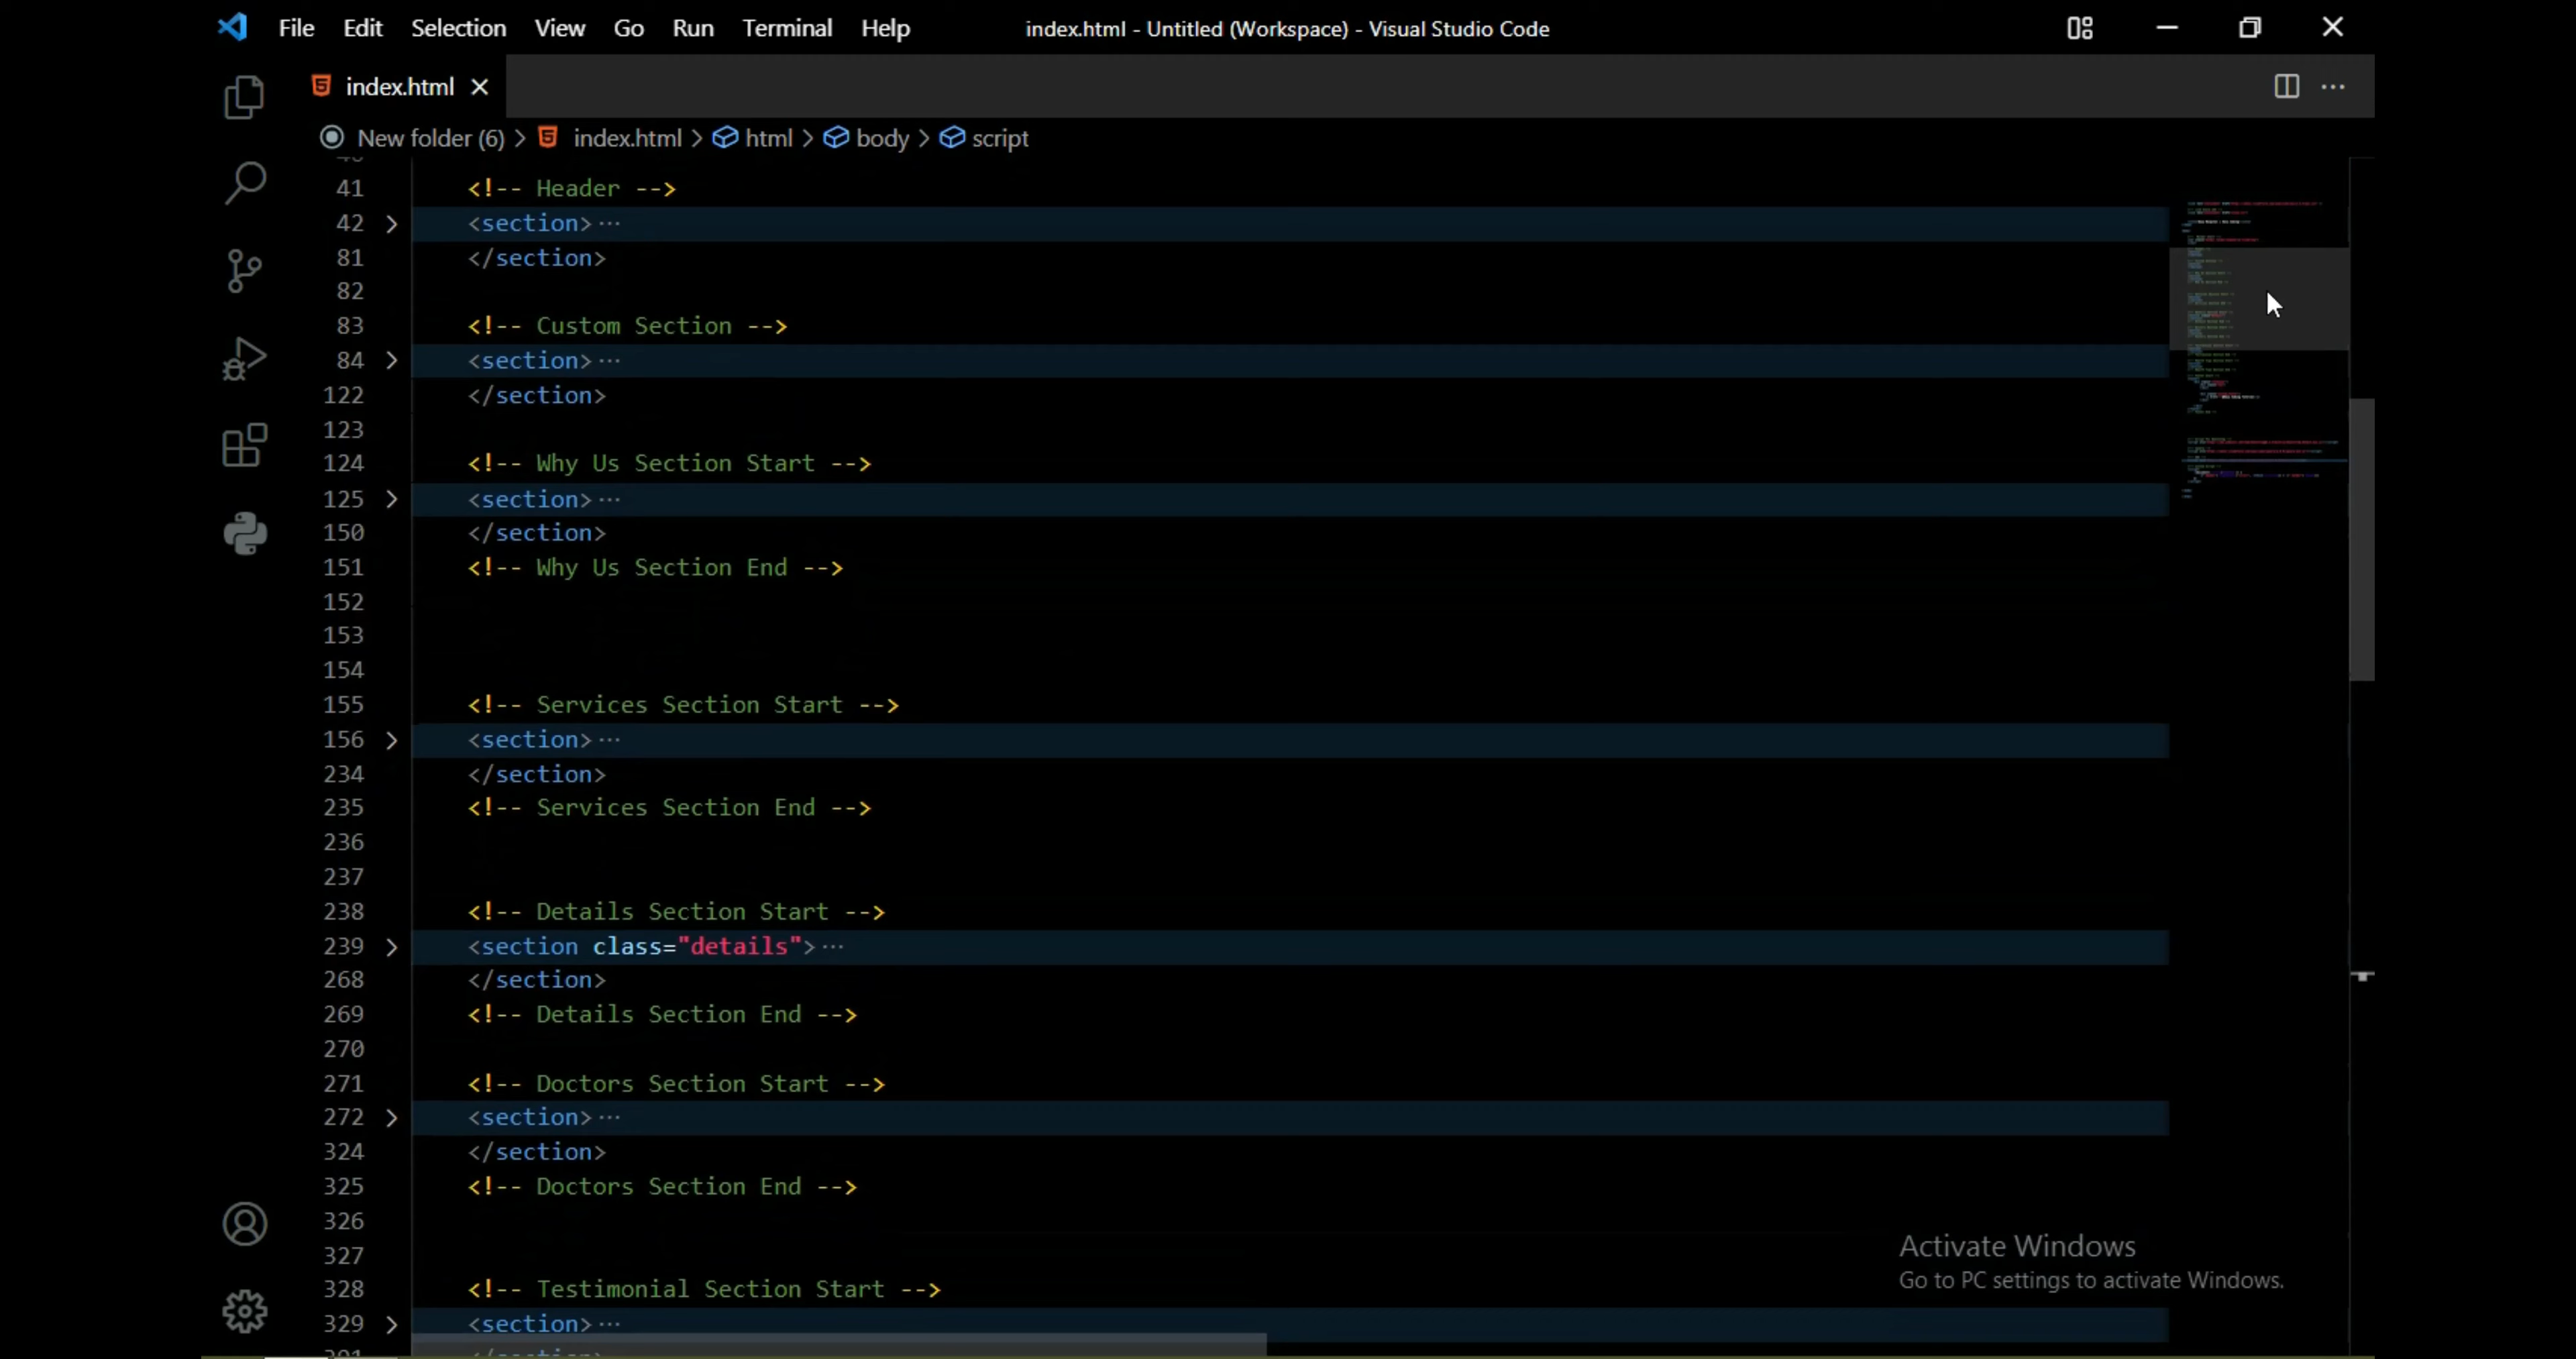 File Edit Selection View Go Run Terminal Help index.html - Untitled (Workspace) - Visual Studio Code
index.html
New folder (6) > index.html > html > body > script
41 <!-- Header -->
42 <section>···
81 </section>
82
83 <!-- Custom Section -->
84 <section>···
122 </section>
123
124 <!-- Why Us Section Start -->
125 <section>···
150 </section>
151 <!-- Why Us Section End -->
152
153
154
155 <!-- Services Section Start -->
156 <section>···
234 </section>
235 <!-- Services Section End -->
236
237
238 <!-- Details Section Start -->
239 <section class="details">···
268 </section>
269 <!-- Details Section End -->
270
271 <!-- Doctors Section Start -->
272 <section>···
324 </section>
325 <!-- Doctors Section End -->
326
327
328 <!-- Testimonial Section Start -->
329 <section>···
Activate Windows
Go to PC settings to activate Windows.